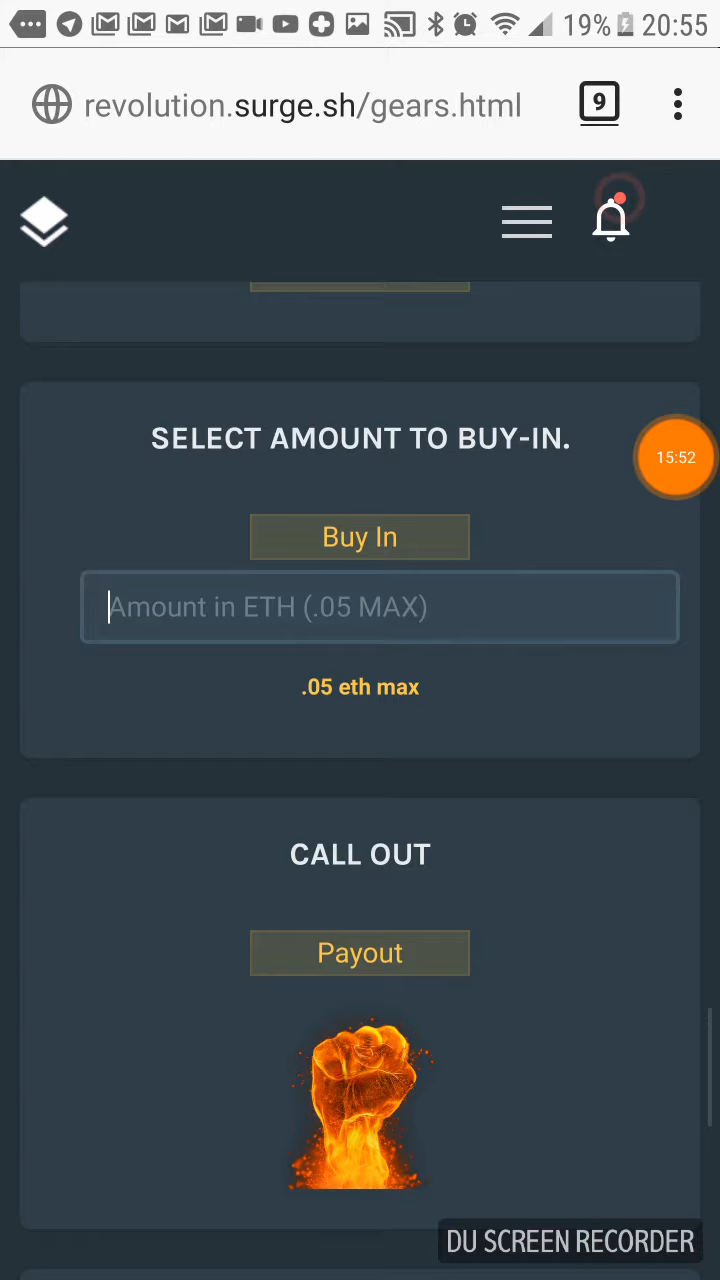 19% 20:55
revolution.surge.sh/gears.html
9
SELECT AMOUNT TO BUY-IN.
15:52
Buy In
Amount in ETH (.05 MAX)
.05 eth max
CALL OUT
Payout
DU SCREEN RECORDER